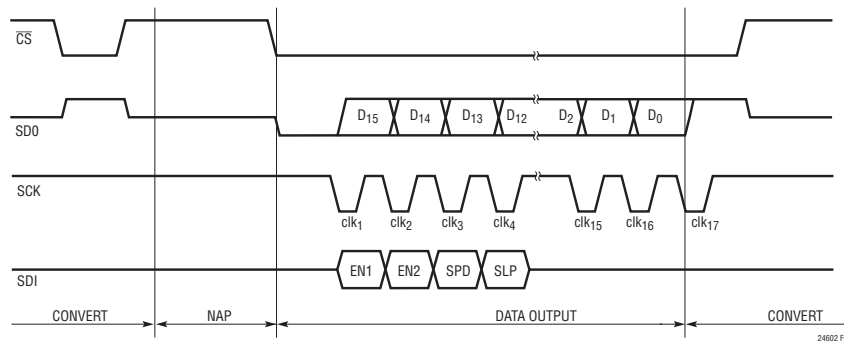 CS
SD0
D15 D14 D13 D12 D2 D1 D0
SCK
clk1 clk2 clk3 clk4 clk15 clk16 clk17
SDI
EN1 EN2 SPD SLP
CONVERT NAP DATA OUTPUT CONVERT
24602 F